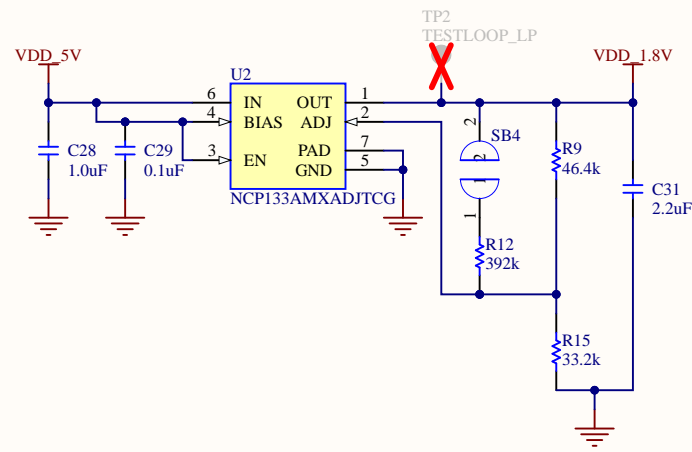 TP2
TESTLOOP_LP
VDD_5V
VDD_1.8V
U2
6 IN OUT 1
4 BIAS ADJ 2
3 EN PAD 7
GND 5
NCP133AMXADJTCG
C28
1.0uF
C29
0.1uF
2
SB4
2
1
1
R9
46.4k
C31
2.2uF
R12
392k
R15
33.2k